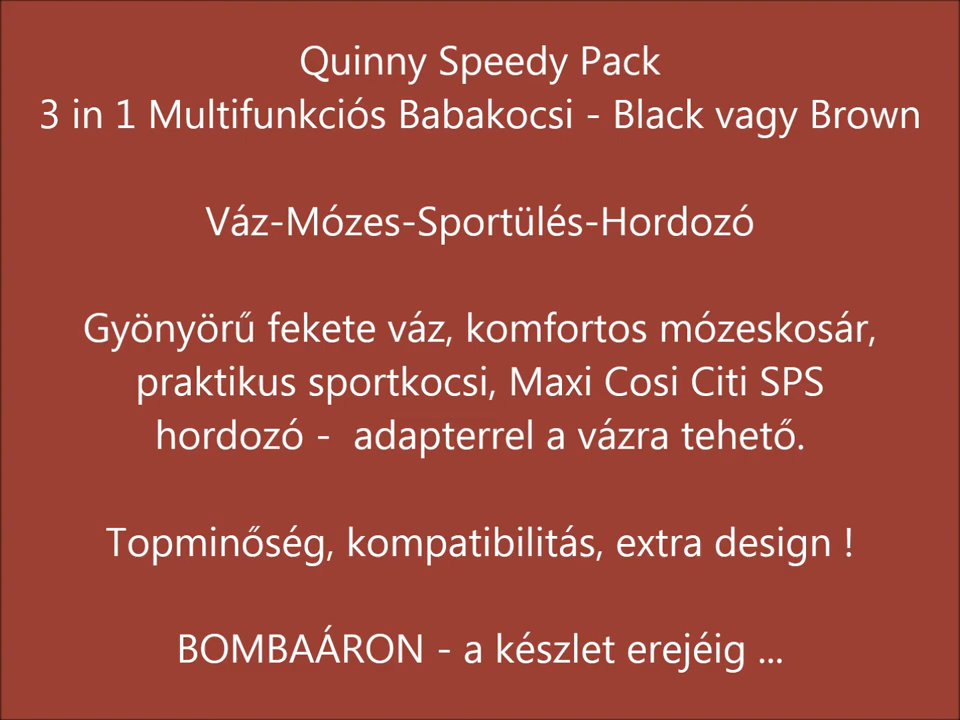 Quinny Speedy Pack
3 in 1 Multifunkciós Babakocsi - Black vagy Brown
Váz-Mózes-Sportülés-Hordozó
Gyönyörű fekete váz, komfortos mózeskosár,
praktikus sportkocsi, Maxi Cosi Citi SPS
hordozó -  adapterrel a vázra tehető.
Topminőség, kompatibilitás, extra design !
BOMBAÁRON - a készlet erejéig ...